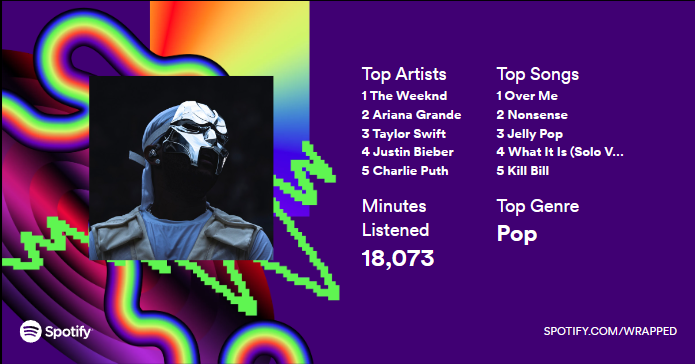 Top Artists
1 The Weeknd
2 Ariana Grande
3 Taylor Swift
4 Justin Bieber
5 Charlie Puth
Top Songs
1 Over Me
2 Nonsense
3 Jelly Pop
4 What It Is (Solo V...
5 Kill Bill
Minutes
Listened
18,073
Top Genre
Pop
Spotify
SPOTIFY.COM/WRAPPED